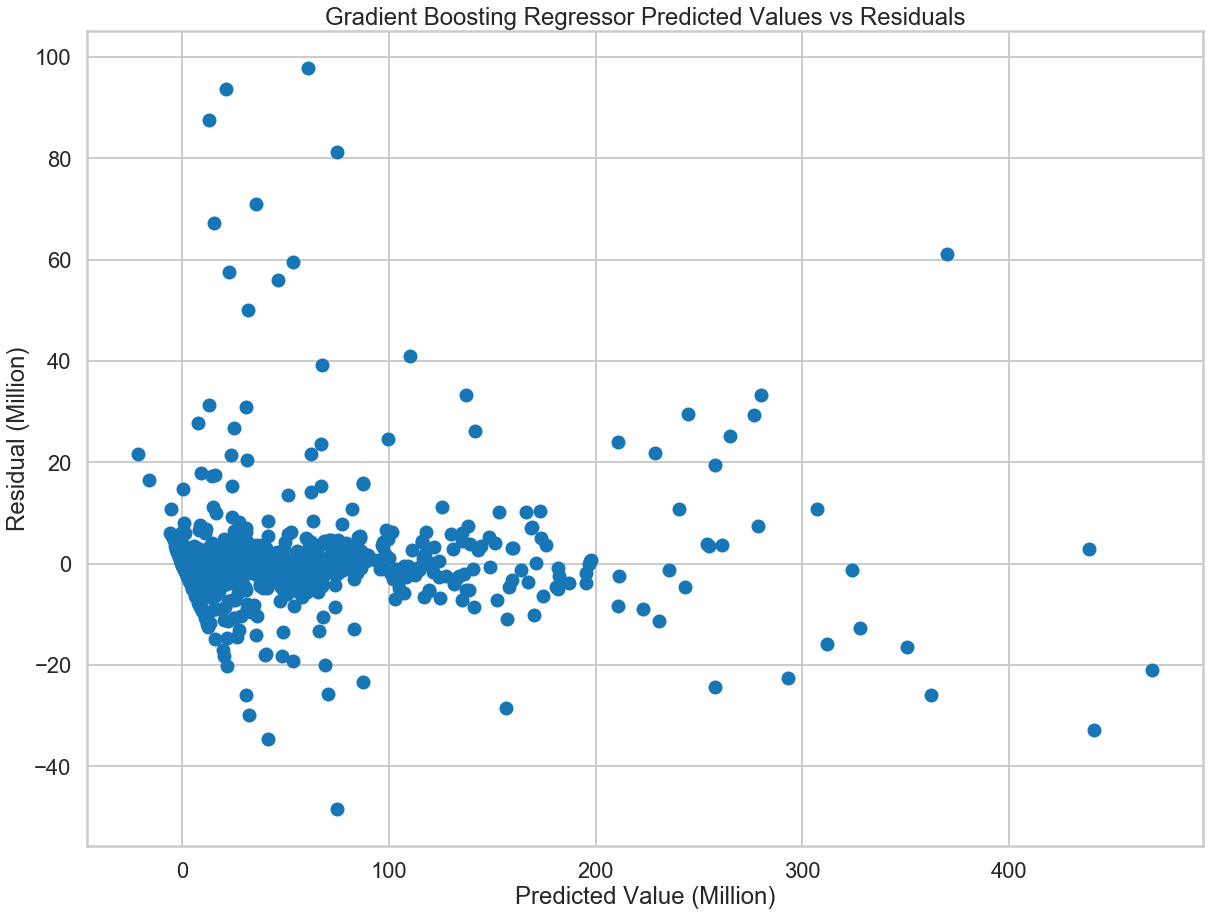 Gradient Boosting Regressor Predicted Values vs Residuals
100
80
60
40
20
0
−20
−40
Residual (Million)
0 100 200 300 400
Predicted Value (Million)